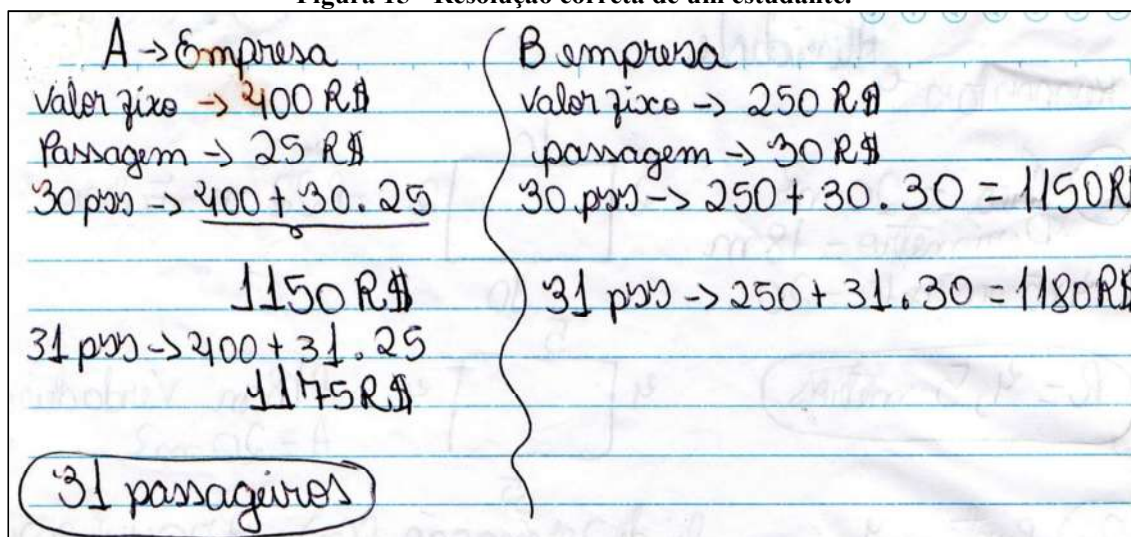 Figura 13 - Resolução correta de um estudante.
A → Empresa
Valor fixo → 400 R$
Passagem → 25 R$
30 pss → 400 + 30.25
1150 R$
31 pss → 400 + 31.25
1175 R$
31 passageiros
B empresa
Valor fixo → 250 R$
passagem → 30 R$
30 pss → 250 + 30.30 = 1150R$
31 pss → 250 + 31.30 = 1180R$